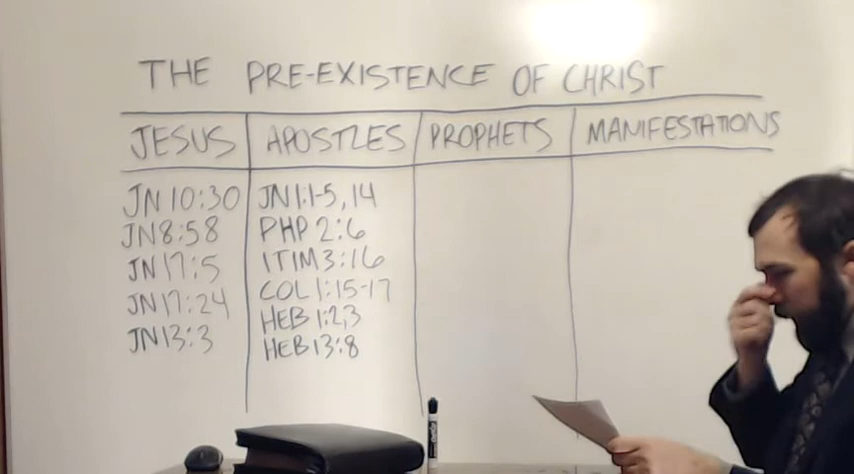 THE PRE-EXISTENCE OF CHRIST
JESUS APOSTLES PROPHETS MANIFESTATIONS
JN 10:30 JN 1:1-5, 14
JN 8:58 PHP 2:6
JN 17:5 1TIM 3:16
JN 17:24 COL 1:15-17
JN 13:3 HEB 1:2,3
HEB 13:8